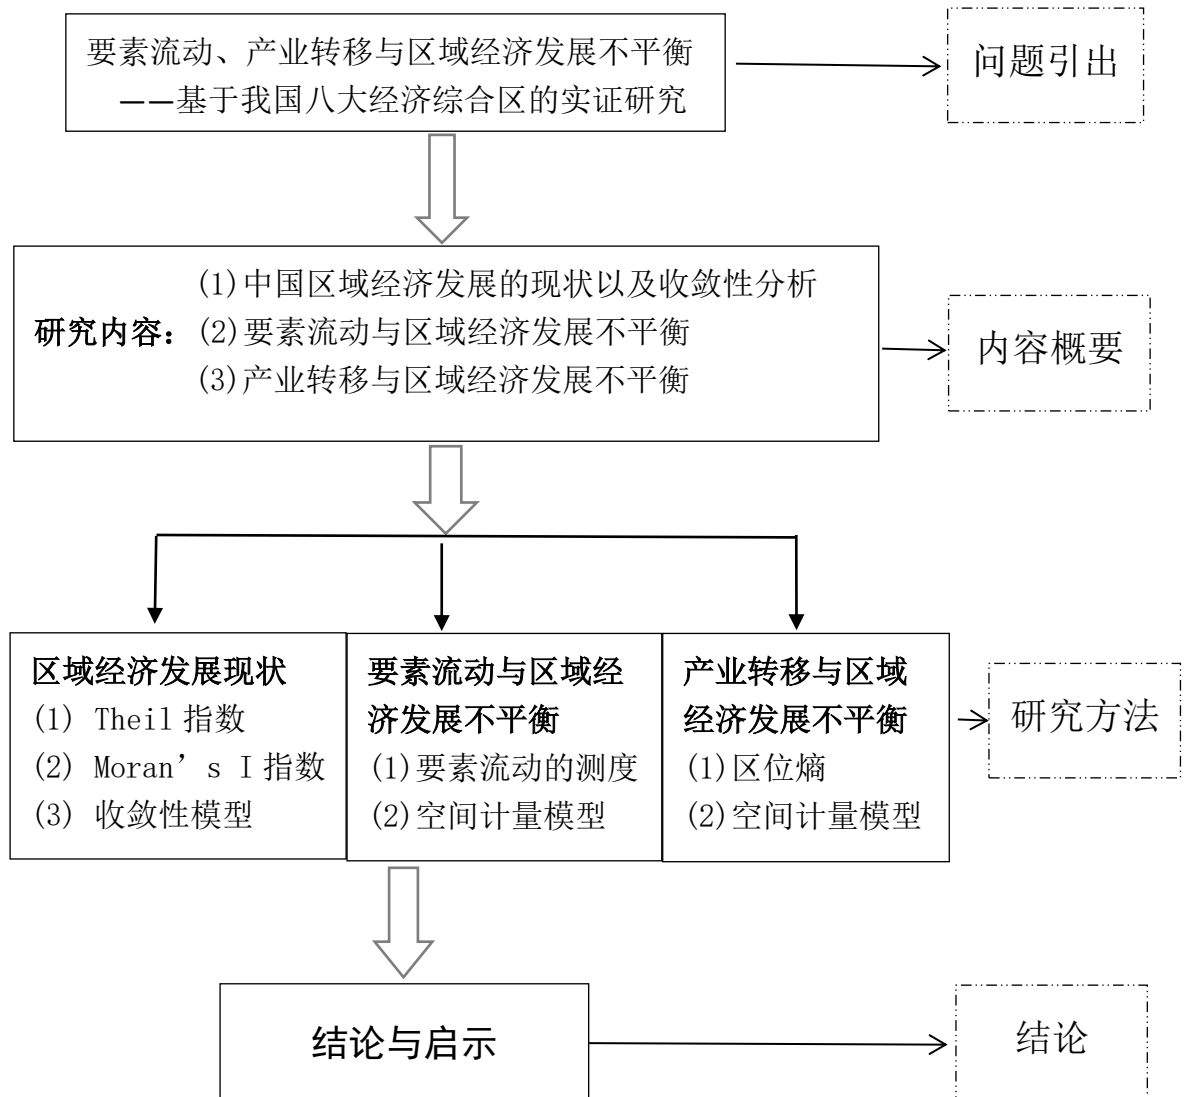 要素流动、产业转移与区域经济发展不平衡
——基于我国八大经济综合区的实证研究
问题引出
(1)中国区域经济发展的现状以及收敛性分析
研究内容：(2)要素流动与区域经济发展不平衡
(3)产业转移与区域经济发展不平衡
内容概要
区域经济发展现状
(1) Theil 指数
(2) Moran’s I 指数
(3) 收敛性模型
要素流动与区域经
济发展不平衡
(1)要素流动的测度
(2)空间计量模型
产业转移与区域
经济发展不平衡
(1)区位熵
(2)空间计量模型
研究方法
结论与启示
结论